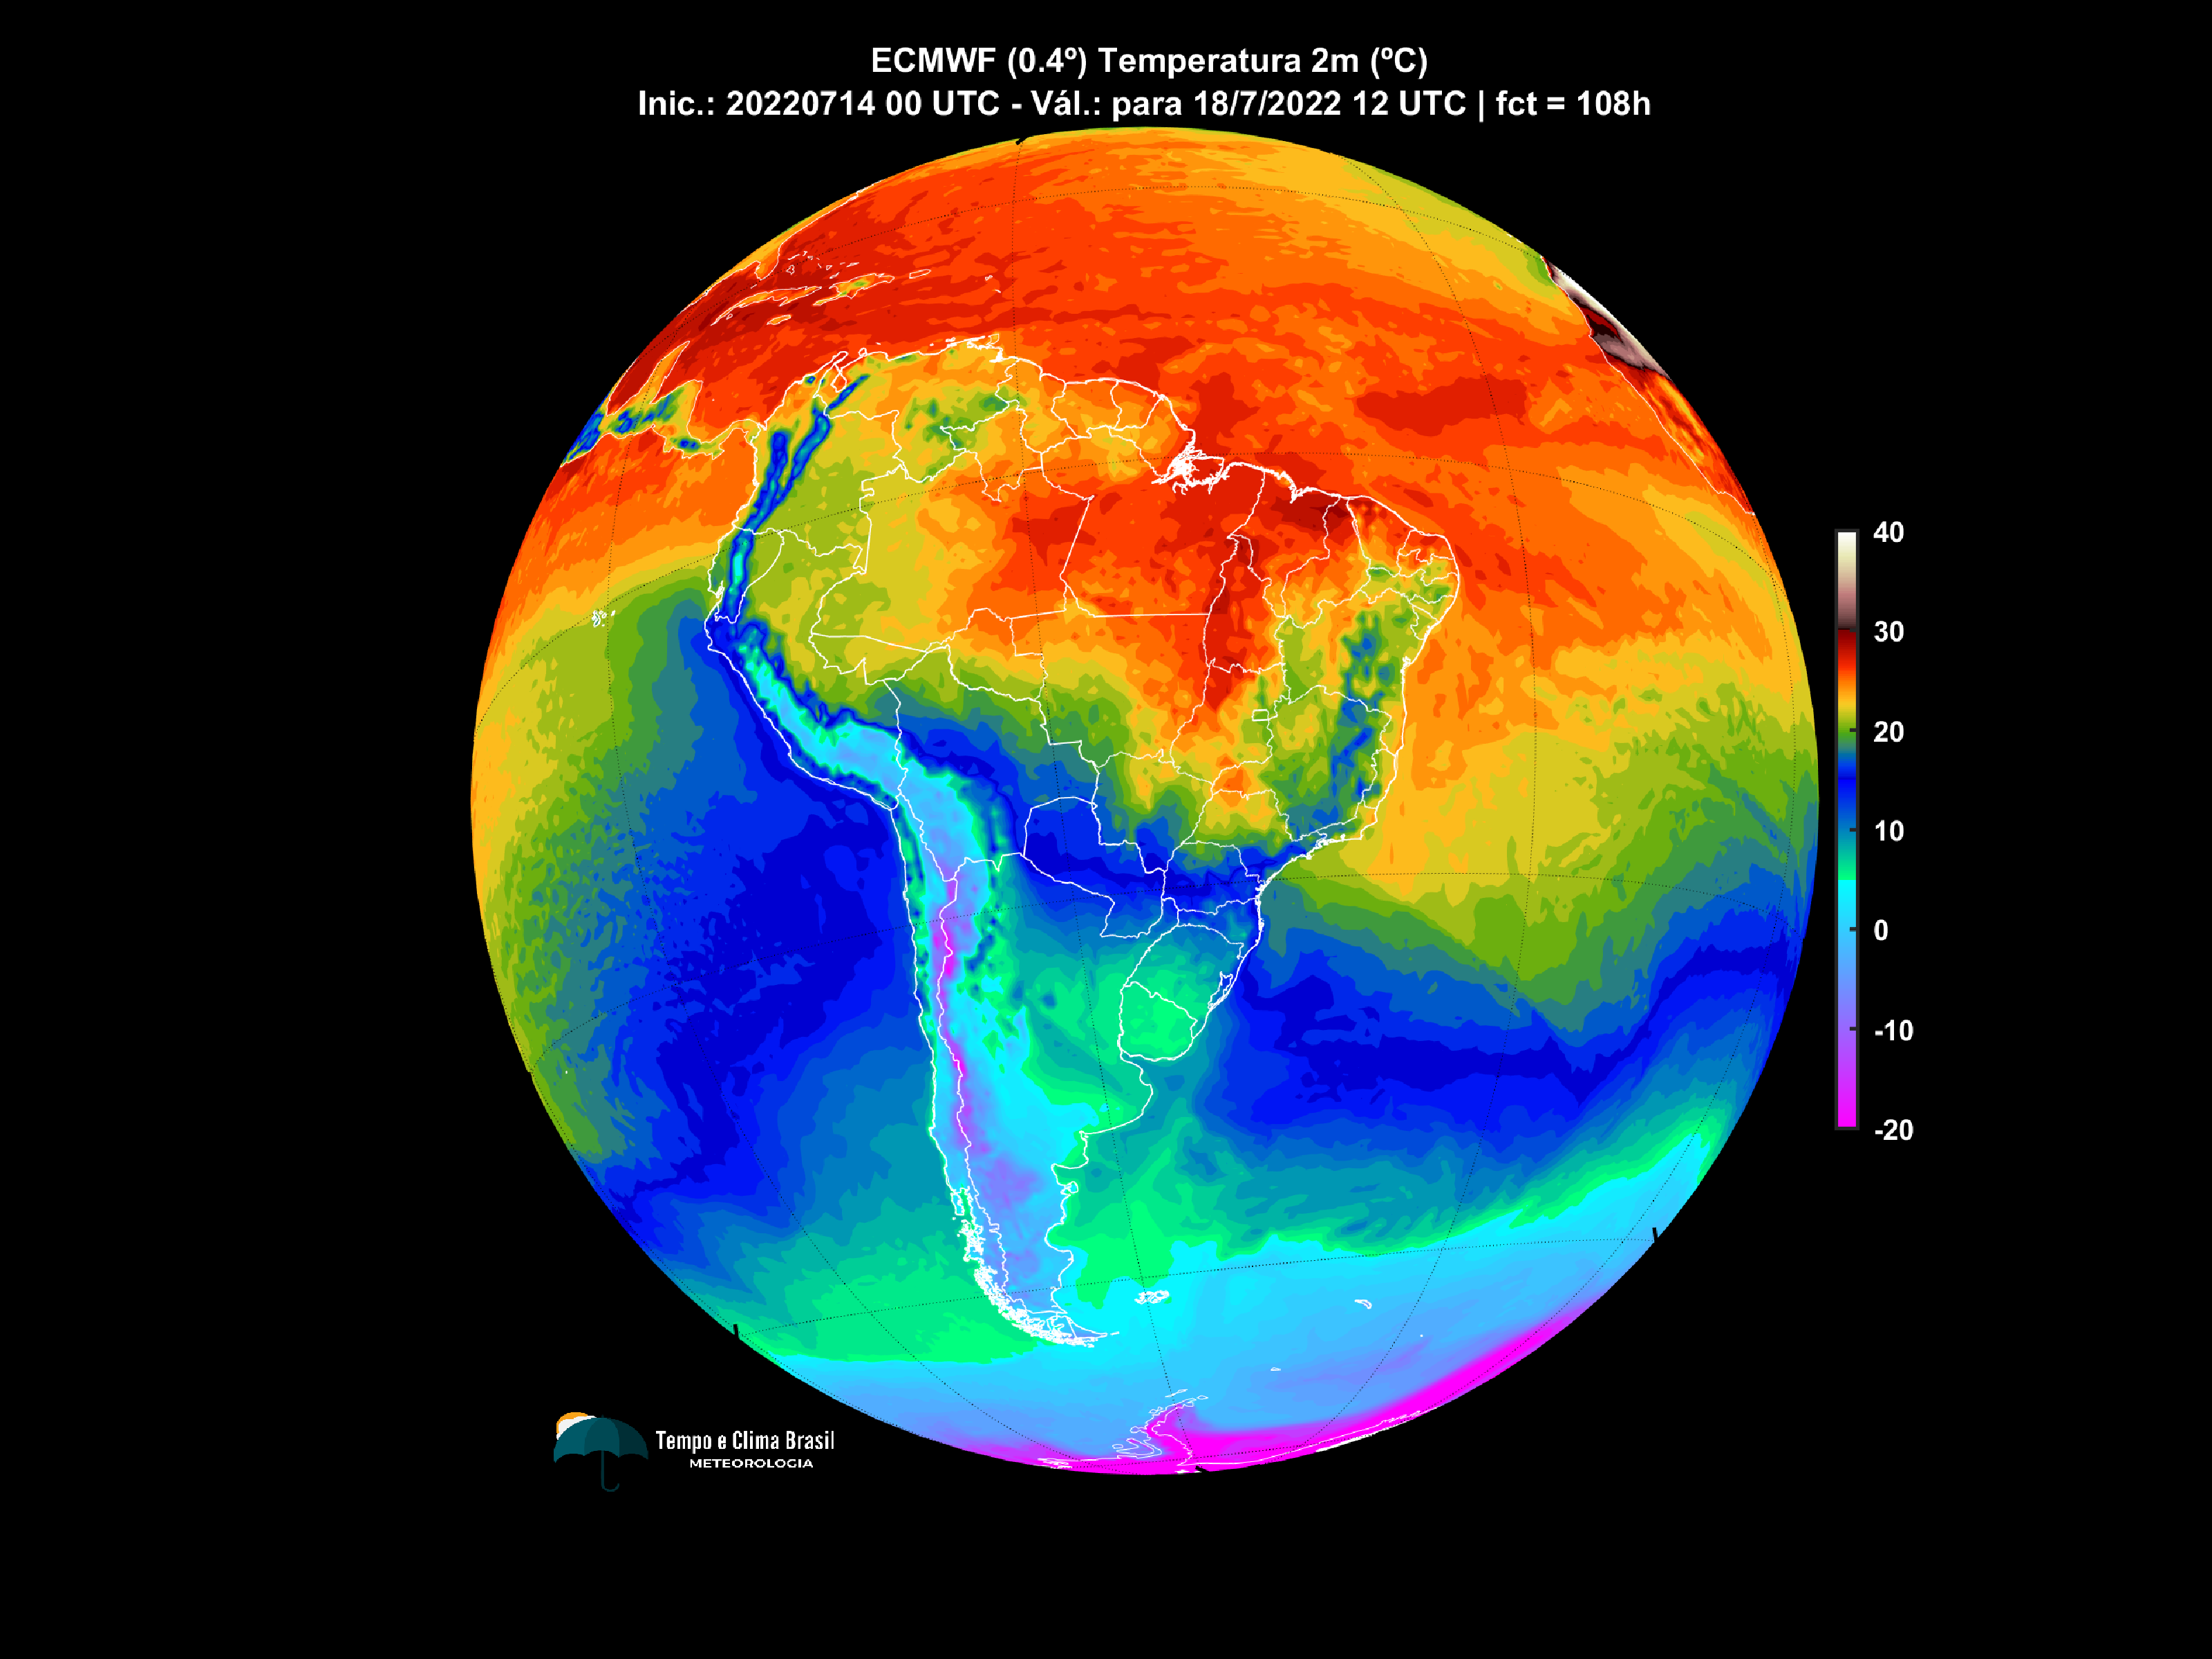 ECMWF (0.4º) Temperatura 2m (ºC)
Inic.: 20220714 00 UTC - Vál.: para 18/7/2022 12 UTC | fct = 108h
40
30
20
10
0
-10
-20
Tempo e Clima Brasil
METEOROLOGIA